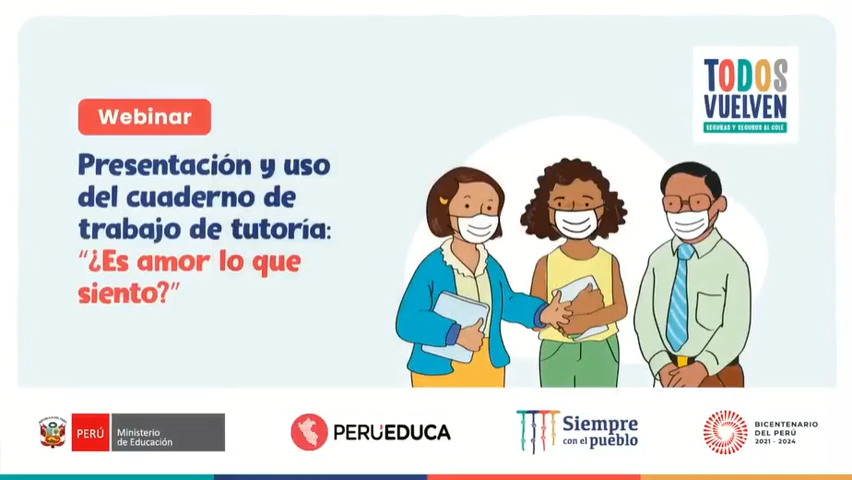 Webinar
Presentación y uso
del cuaderno de
trabajo de tutoría:
“¿Es amor lo que
siento?”
TODOS
VUELVEN
SEGURAS Y SEGUROS AL COLE
PERÚ
Ministerio
de Educación
PERÚEDUCA
Siempre
con el pueblo
BICENTENARIO
DEL PERÚ
2021 - 2024